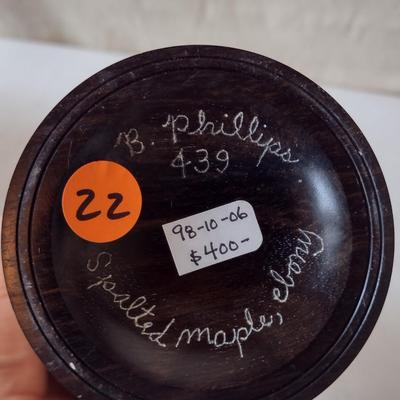 B. Phillips
439
22
98-10-06
$400-
Spalted maple, ebony